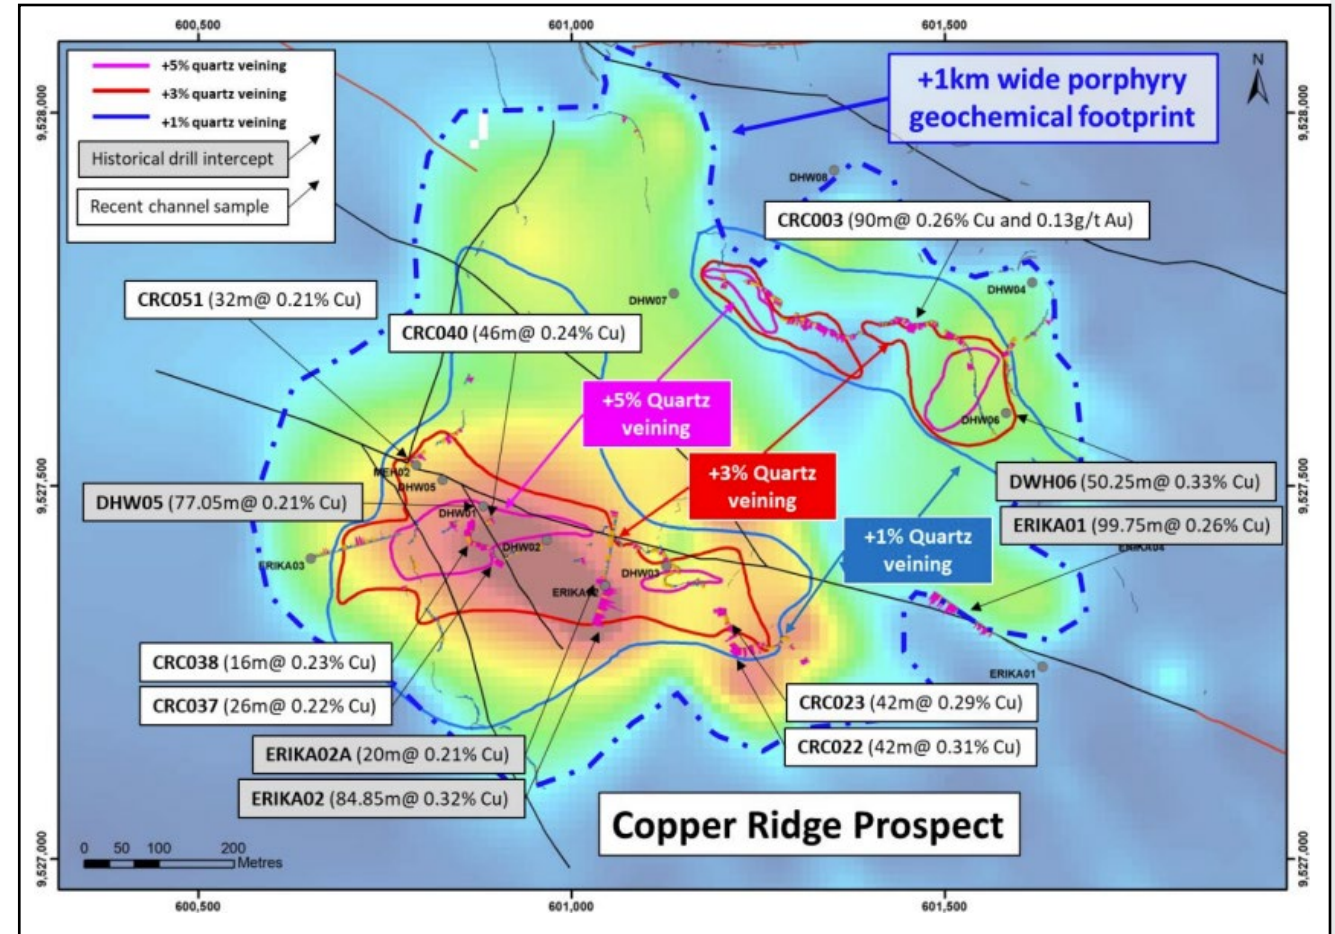 600,500
601,000
601,500
+5% quartz veining
+3% quartz veining
+1% quartz veining
Historical drill intercept
Recent channel sample
+1km wide porphyry
geochemical footprint
N
9,528,000
9,528,000
DHW08
CRC003 (90m@ 0.26% Cu and 0.13g/t Au)
CRC051 (32m@ 0.21% Cu)
DHW07
DHW04
CRC040 (46m@ 0.24% Cu)
+5% Quartz
veining
DHW06
+3% Quartz
veining
MEH02
DHW05
DHW05 (77.05m@ 0.21% Cu)
DHW01
DWH06 (50.25m@ 0.33% Cu)
ERIKA01 (99.75m@ 0.26% Cu)
9,527,500
9,527,500
+1% Quartz
veining
DHW02
ERIKA04
ERIKA03
DHW03
ERIKA02
CRC038 (16m@ 0.23% Cu)
CRC037 (26m@ 0.22% Cu)
ERIKA01
CRC023 (42m@ 0.29% Cu)
CRC022 (42m@ 0.31% Cu)
ERIKA02A (20m@ 0.21% Cu)
ERIKA02 (84.85m@ 0.32% Cu)
Copper Ridge Prospect
0 50 100 200
Metres
9,527,000
9,527,000
600,500
601,000
601,500